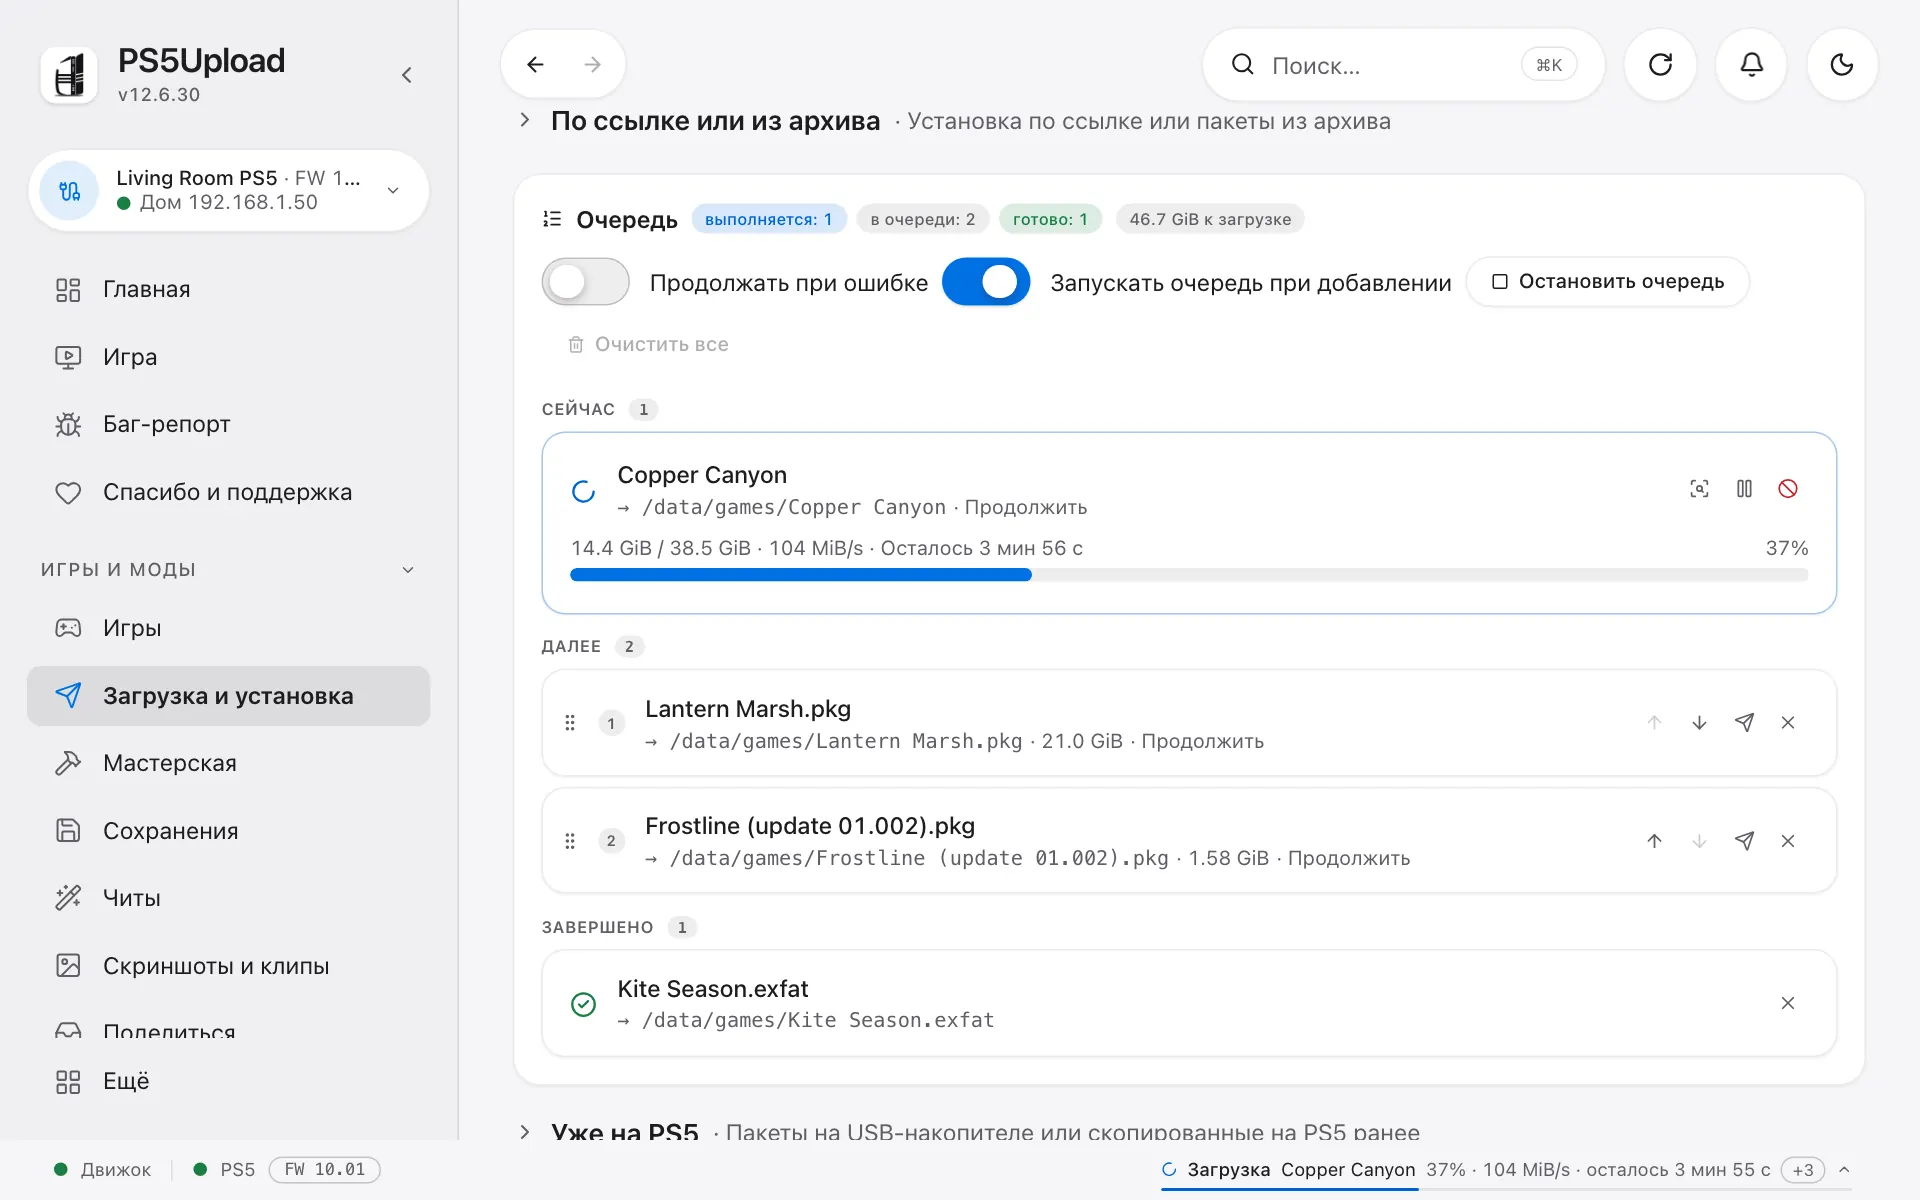 PS5Upload
v12.6.30
Living Room PS5 · FW 1...
Дом 192.168.1.50
Главная
Игра
Баг-репорт
Спасибо и поддержка
ИГРЫ И МОДЫ
Игры
Загрузка и установка
Мастерская
Сохранения
Читы
Скриншоты и клипы
Поделиться
Ещё
Поиск...
⌘K
По ссылке или из архива · Установка по ссылке или пакеты из архива
Очередь выполняется: 1 в очереди: 2 готово: 1 46.7 GiB к загрузке
Продолжать при ошибке Запускать очередь при добавлении Остановить очередь
Очистить все
СЕЙЧАС 1
Copper Canyon
→ /data/games/Copper Canyon · Продолжить
14.4 GiB / 38.5 GiB · 104 MiB/s · Осталось 3 мин 56 с 37%
ДАЛЕЕ 2
1 Lantern Marsh.pkg
→ /data/games/Lantern Marsh.pkg · 21.0 GiB · Продолжить
2 Frostline (update 01.002).pkg
→ /data/games/Frostline (update 01.002).pkg · 1.58 GiB · Продолжить
ЗАВЕРШЕНО 1
Kite Season.exfat
→ /data/games/Kite Season.exfat
Уже на PS5 · Пакеты на USB-накопителе или скопированные на PS5 ранее
Движок PS5 FW 10.01
Загрузка Copper Canyon 37% · 104 MiB/s · осталось 3 мин 55 с +3